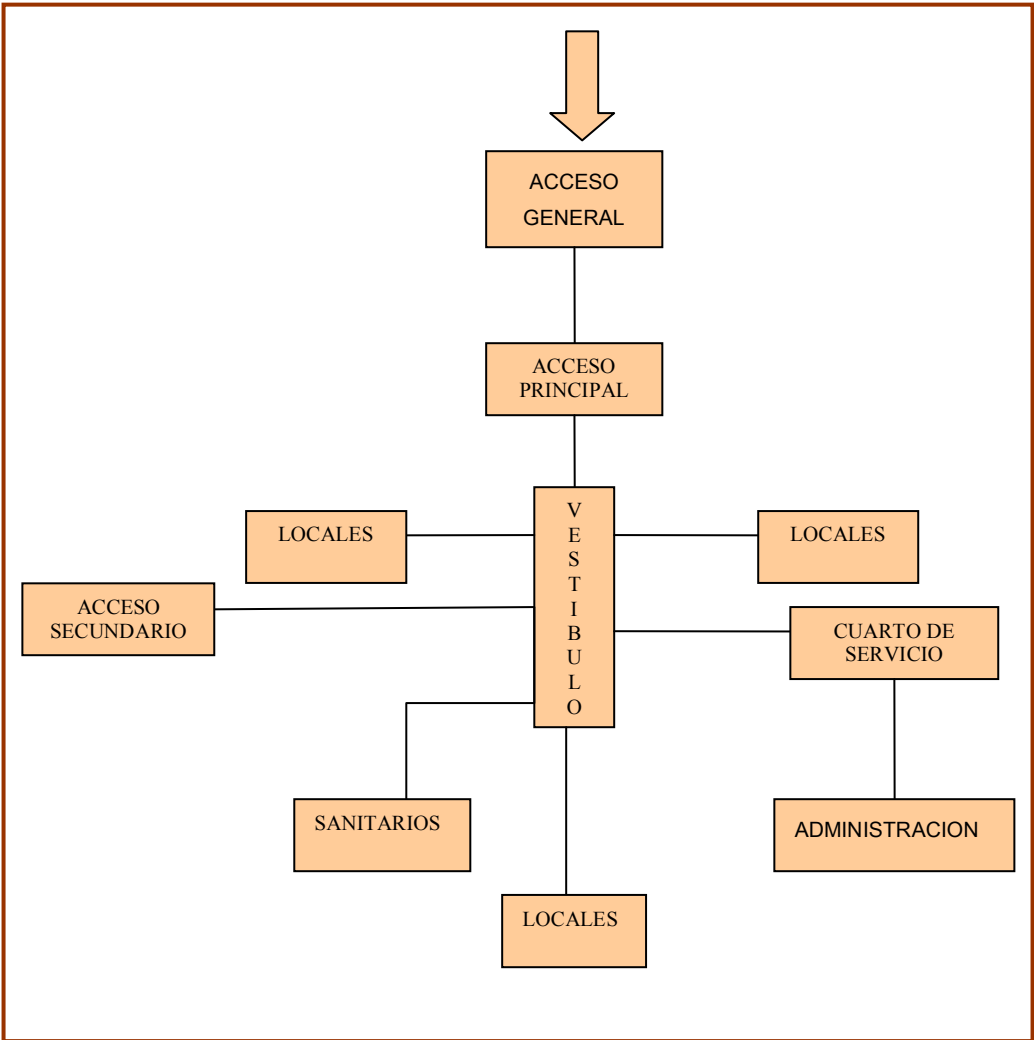 ACCESO
GENERAL
ACCESO
PRINCIPAL
V
E
S
T
I
B
U
L
O
LOCALES
LOCALES
ACCESO
SECUNDARIO
CUARTO DE
SERVICIO
SANITARIOS
ADMINISTRACION
LOCALES